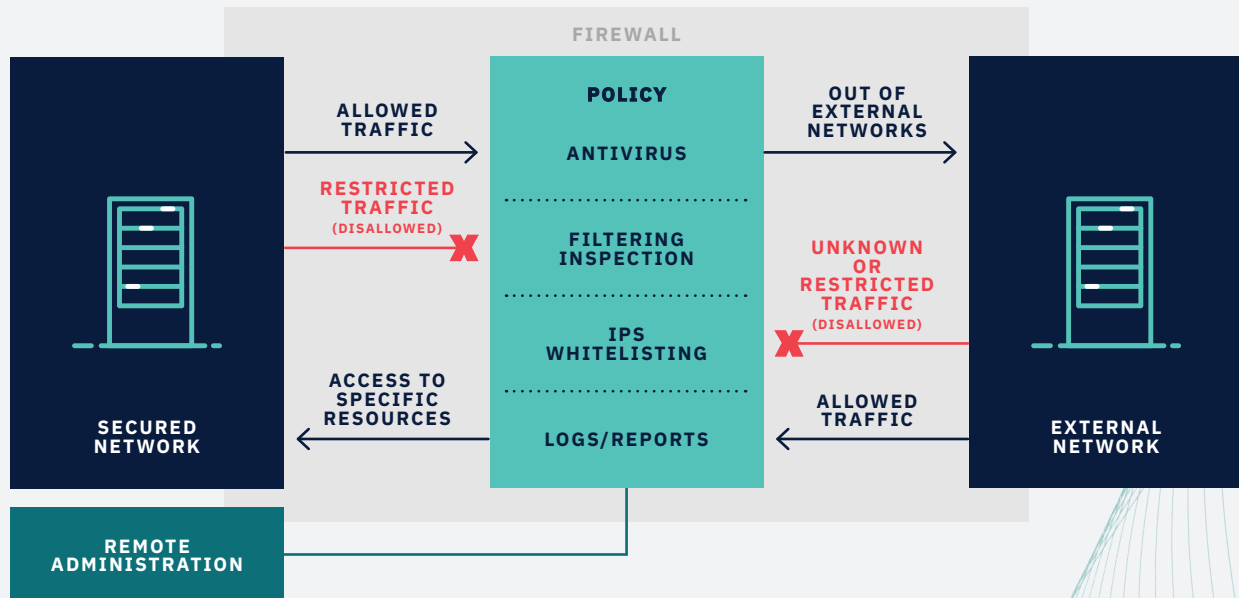 FIREWALL
POLICY
ANTIVIRUS
FILTERING
INSPECTION
IPS
WHITELISTING
LOGS/REPORTS
ALLOWED
TRAFFIC
RESTRICTED
TRAFFIC
(DISALLOWED)
ACCESS TO
SPECIFIC
RESOURCES
OUT OF
EXTERNAL
NETWORKS
UNKNOWN
OR
RESTRICTED
TRAFFIC
(DISALLOWED)
ALLOWED
TRAFFIC
SECURED
NETWORK
EXTERNAL
NETWORK
REMOTE
ADMINISTRATION